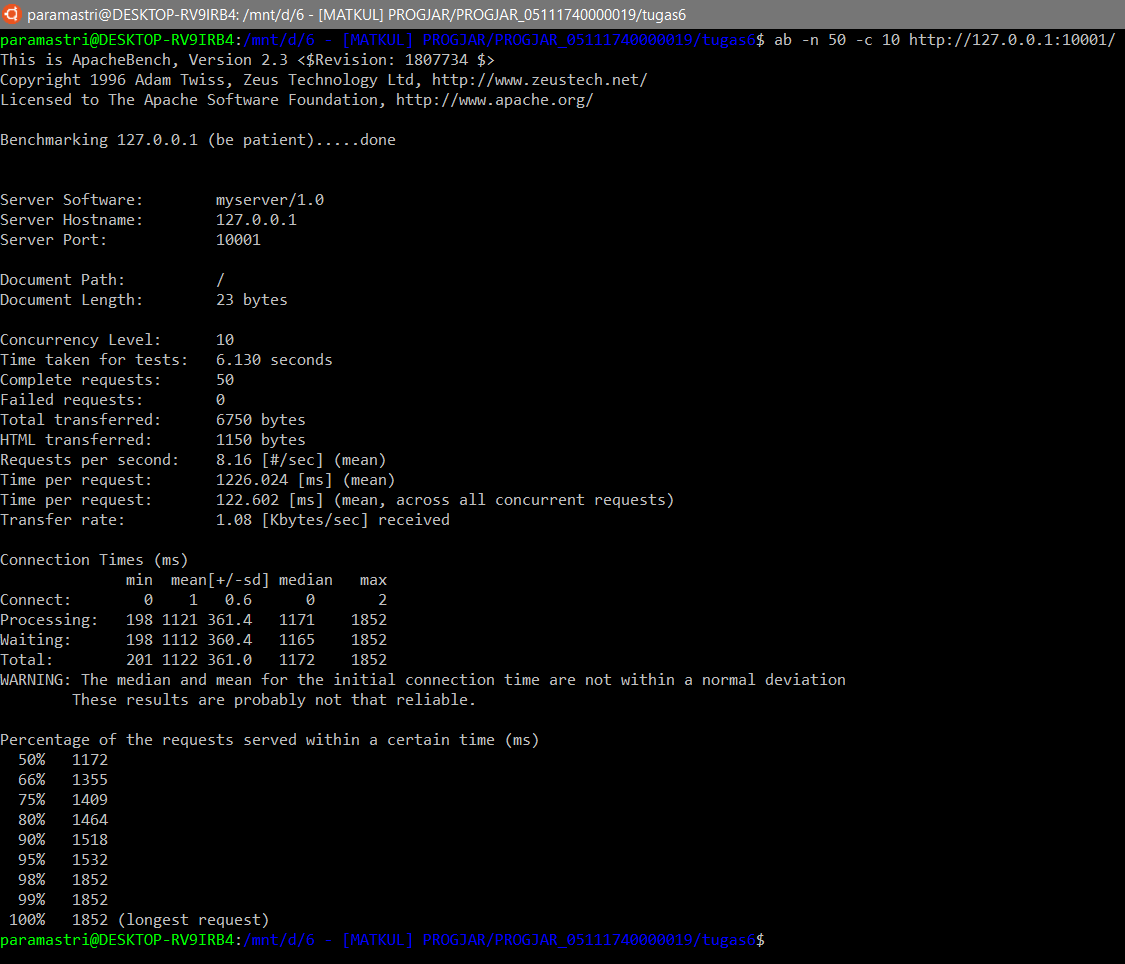 paramastri@DESKTOP-RV9IRB4: /mnt/d/6 - [MATKUL] PROGJAR/PROGJAR_05111740000019/tugas6
paramastri@DESKTOP-RV9IRB4:/mnt/d/6 - [MATKUL] PROGJAR/PROGJAR_05111740000019/tugas6$ ab -n 50 -c 10 http://127.0.0.1:10001/
This is ApacheBench, Version 2.3 <$Revision: 1807734 $>
Copyright 1996 Adam Twiss, Zeus Technology Ltd, http://www.zeustech.net/
Licensed to The Apache Software Foundation, http://www.apache.org/

Benchmarking 127.0.0.1 (be patient).....done


Server Software:        myserver/1.0
Server Hostname:        127.0.0.1
Server Port:            10001

Document Path:          /
Document Length:        23 bytes

Concurrency Level:      10
Time taken for tests:   6.130 seconds
Complete requests:      50
Failed requests:        0
Total transferred:      6750 bytes
HTML transferred:       1150 bytes
Requests per second:    8.16 [#/sec] (mean)
Time per request:       1226.024 [ms] (mean)
Time per request:       122.602 [ms] (mean, across all concurrent requests)
Transfer rate:          1.08 [Kbytes/sec] received

Connection Times (ms)
              min  mean[+/-sd] median   max
Connect:        0    1   0.6      0       2
Processing:   198 1121 361.4   1171    1852
Waiting:      198 1112 360.4   1165    1852
Total:        201 1122 361.0   1172    1852
WARNING: The median and mean for the initial connection time are not within a normal deviation
        These results are probably not that reliable.

Percentage of the requests served within a certain time (ms)
  50%   1172
  66%   1355
  75%   1409
  80%   1464
  90%   1518
  95%   1532
  98%   1852
  99%   1852
 100%   1852 (longest request)
paramastri@DESKTOP-RV9IRB4:/mnt/d/6 - [MATKUL] PROGJAR/PROGJAR_05111740000019/tugas6$